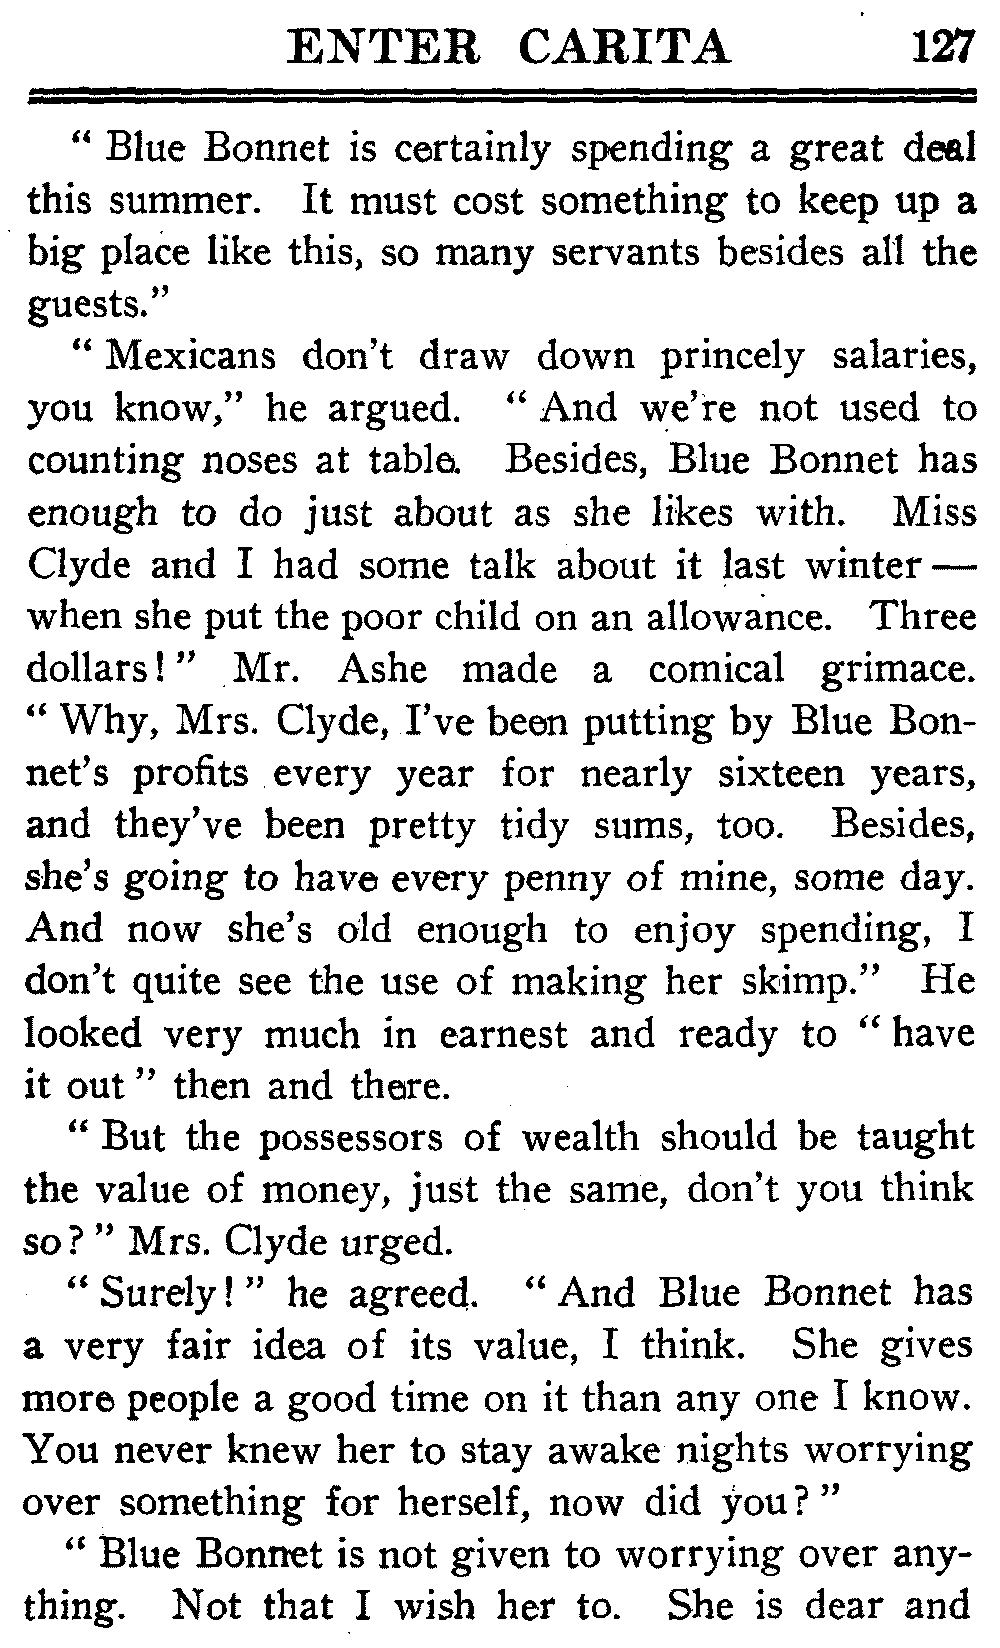 ENTER CARITA 127
" Blue Bonnet is certainly spending a great deal
this summer. It must cost something to keep up a
big place like this, so many servants besides all the
guests."
" Mexicans don't draw down princely salaries,
you know," he argued. " And we're not used to
counting noses at table. Besides, Blue Bonnet has
enough to do just about as she likes with. Miss
Clyde and I had some talk about it last winter —
when she put the poor child on an allowance. Three
dollars! " Mr. Ashe made a comical grimace.
" Why, Mrs. Clyde, I've been putting by Blue Bon-
net's profits every year for nearly sixteen years,
and they've been pretty tidy sums, too. Besides,
she's going to have every penny of mine, some day.
And now she's old enough to enjoy spending, I
don't quite see the use of making her skimp." He
looked very much in earnest and ready to " have
it out " then and there.
" But the possessors of wealth should be taught
the value of money, just the same, don't you think
so? " Mrs. Clyde urged.
" Surely! " he agreed. " And Blue Bonnet has
a very fair idea of its value, I think. She gives
more people a good time on it than any one I know.
You never knew her to stay awake nights worrying
over something for herself, now did you? "
" Blue Bonnet is not given to worrying over any-
thing. Not that I wish her to. She is dear and